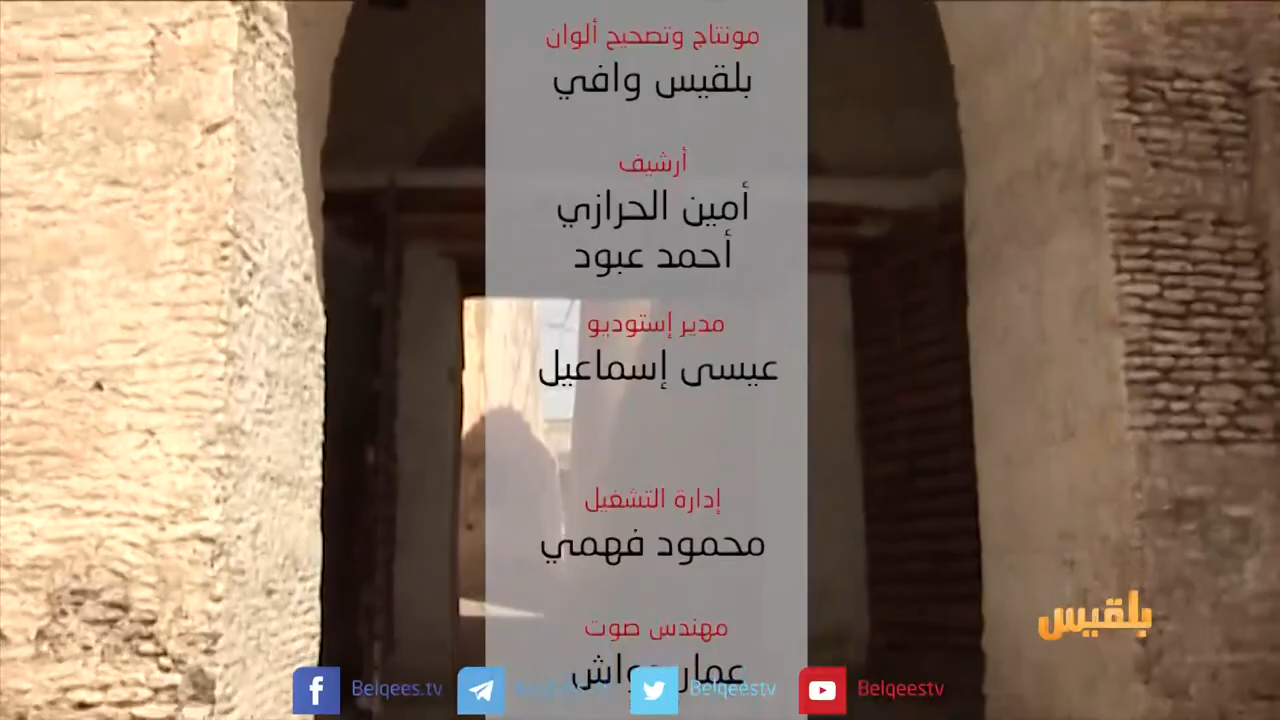 مونتاج وتصحيح ألوان
بلقيس وافي
أرشيف
أمين الحرازي
أحمد عبود
مدير إستوديو
عيسى إسماعيل
إدارة التشغيل
محمود فهمي
مهندس صوت
عمار
بلقيس
Belqees.tv
Belqeestv
Belqeestv